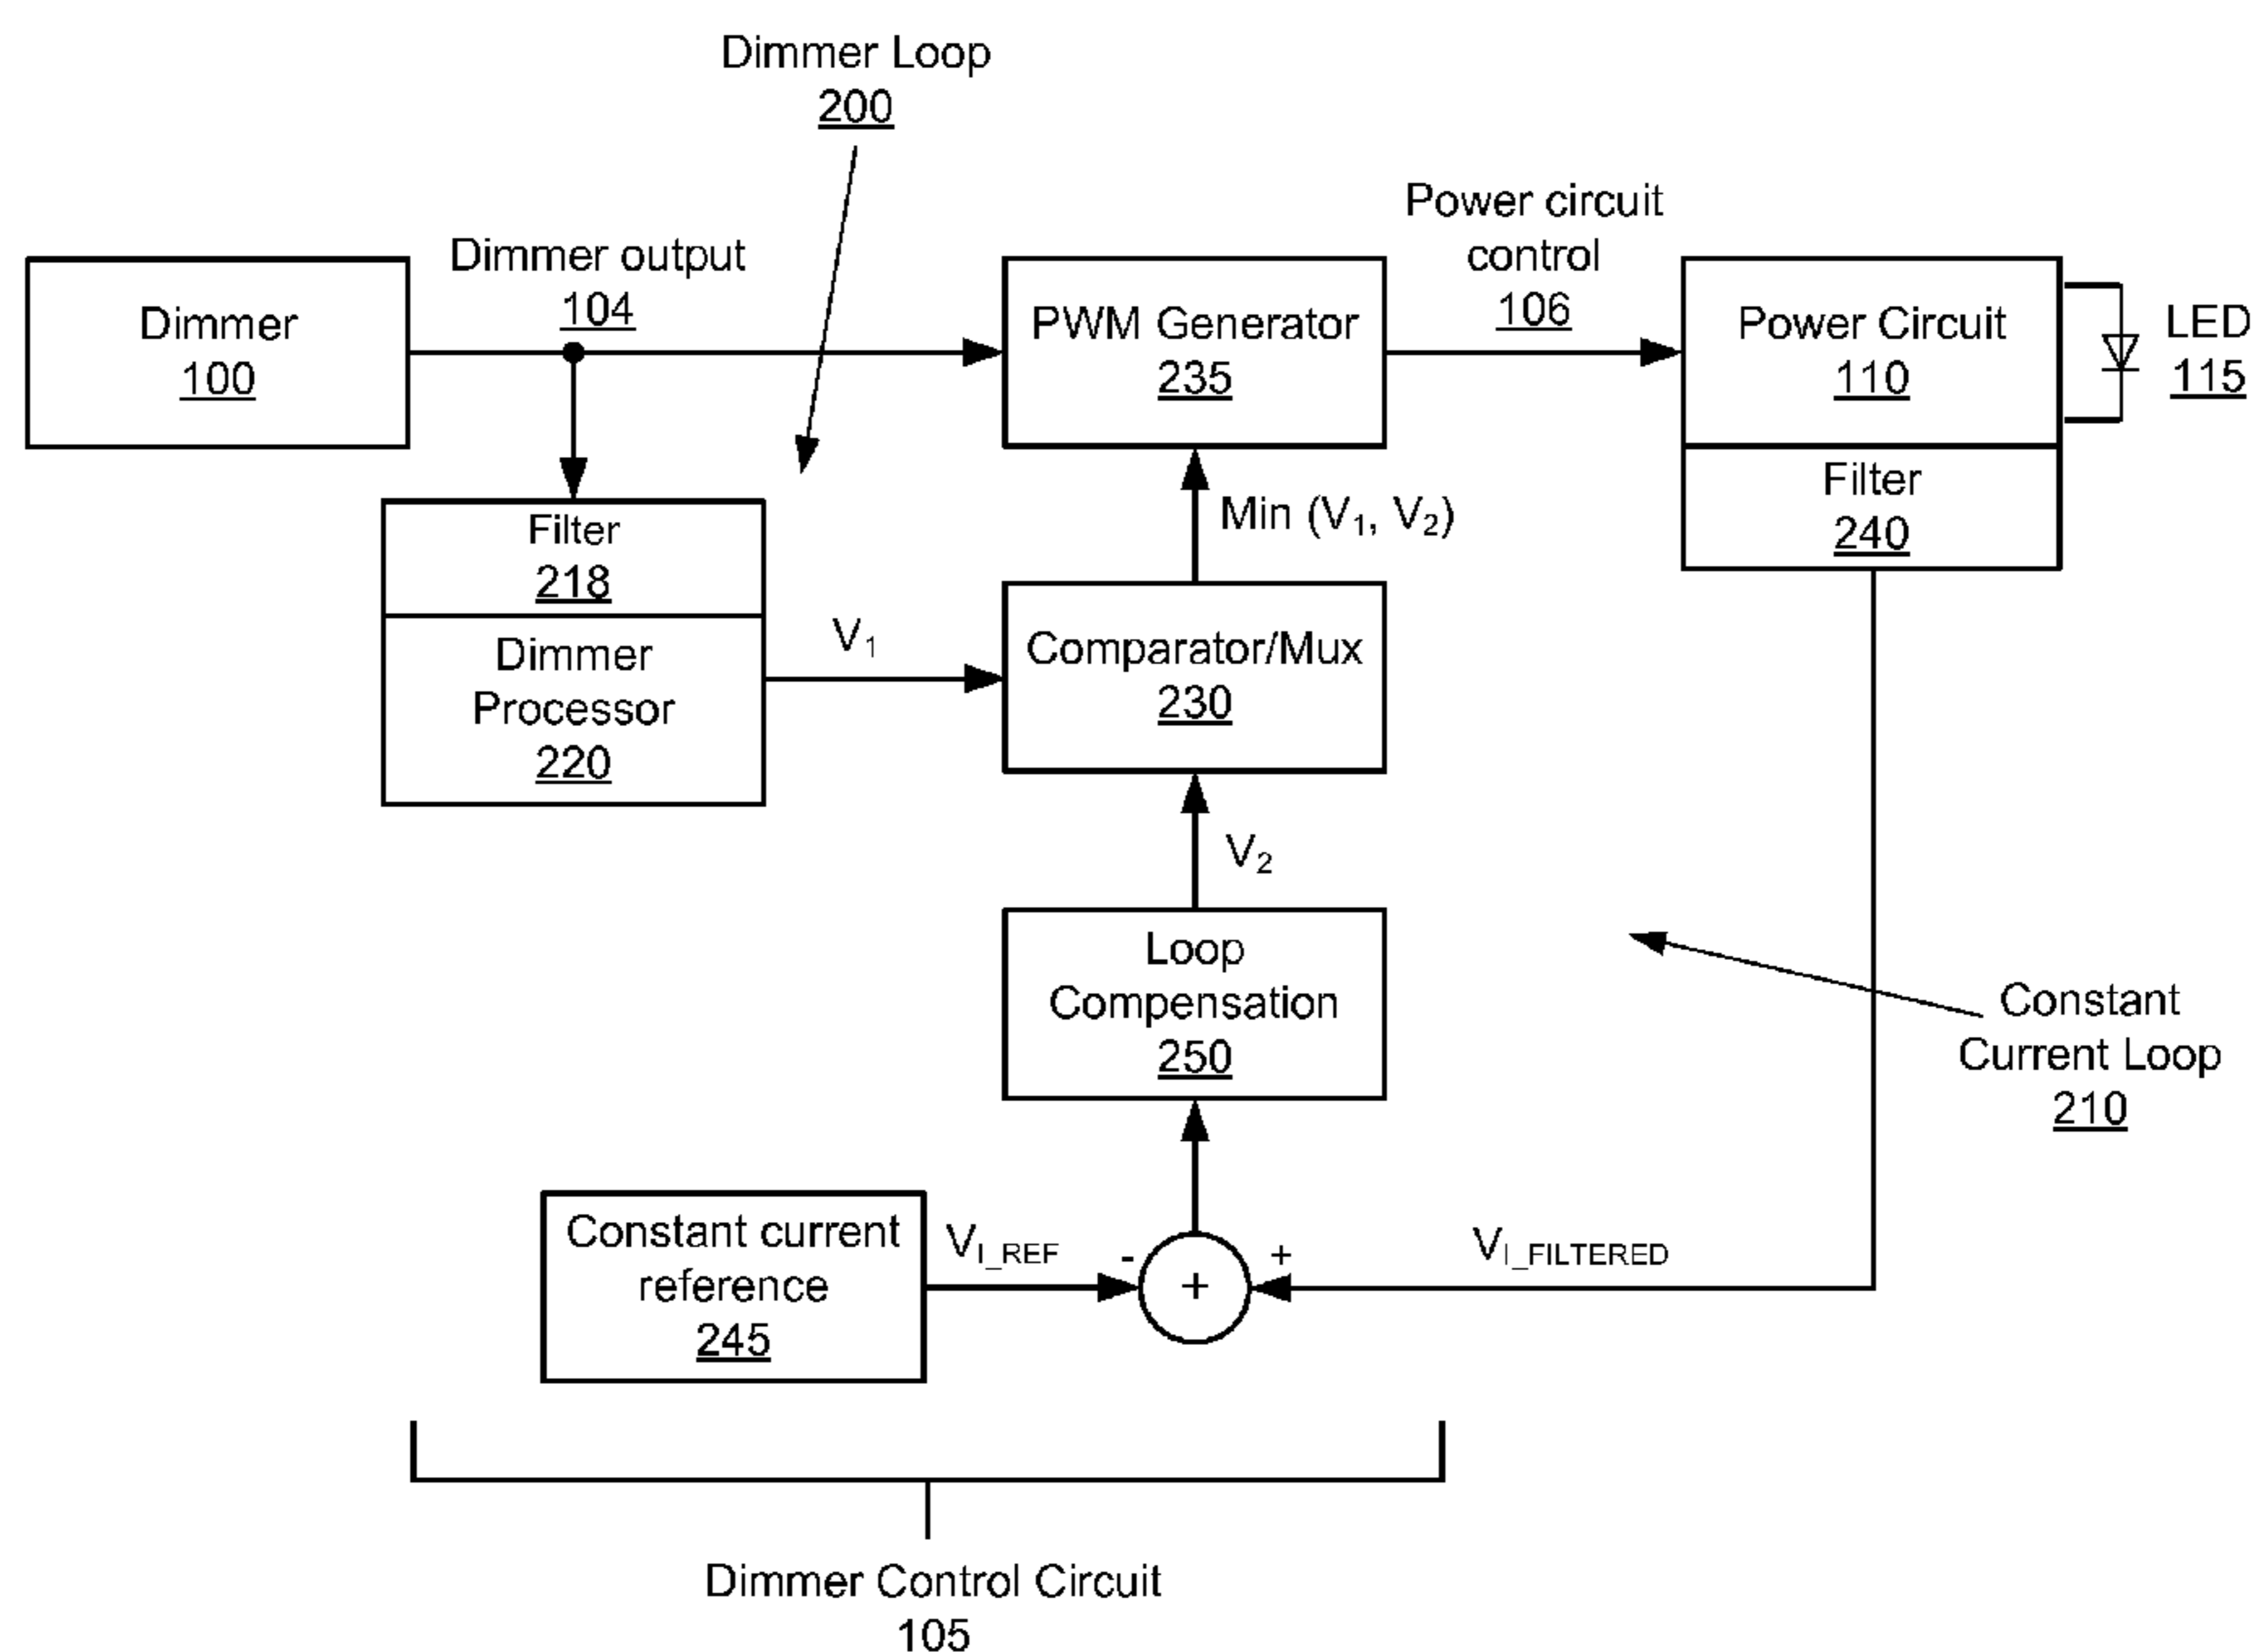 Dimmer Loop
200
Dimmer
100
Dimmer output
104
PWM Generator
235
Power circuit
control
106
Power Circuit
110
LED
115
Filter
240
Filter
218
Dimmer
Processor
220
V1
Min (V1, V2)
Comparator/Mux
230
V2
Loop
Compensation
250
Constant
Current Loop
210
Constant current
reference
245
VI_REF
-
+
+
VI_FILTERED
Dimmer Control Circuit
105